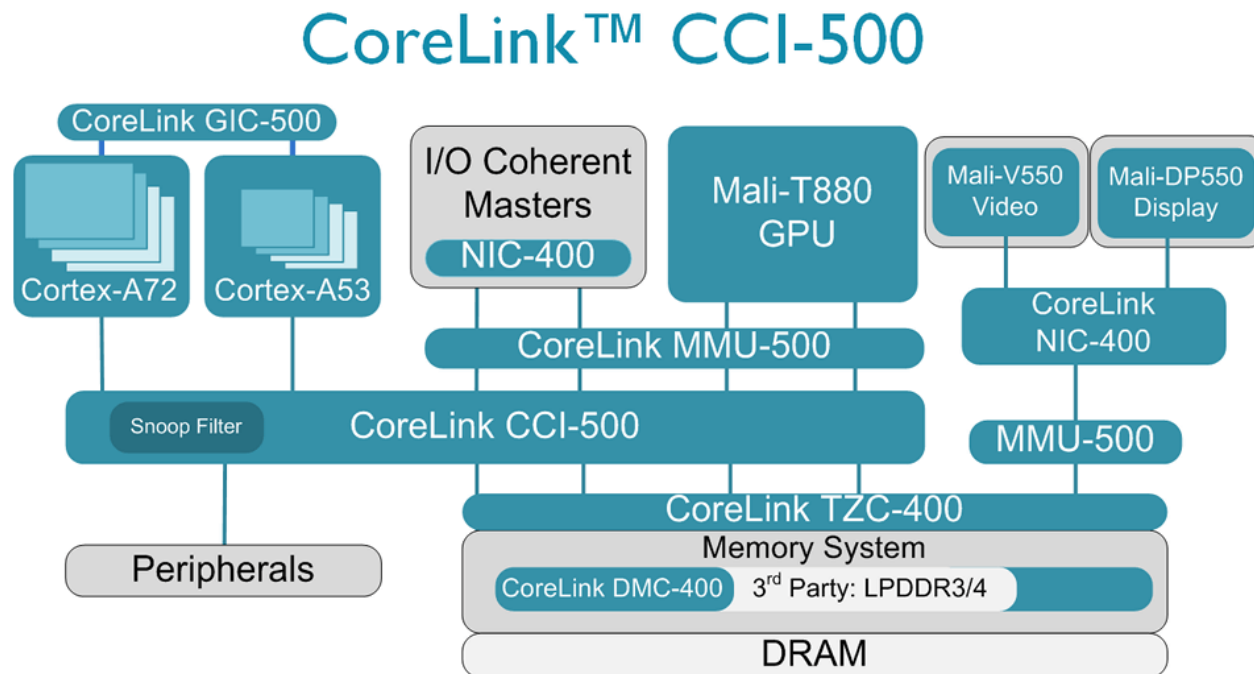 CoreLink™ CCI-500
CoreLink GIC-500
Cortex-A72
Cortex-A53
I/O Coherent
Masters
NIC-400
Mali-T880
GPU
Mali-V550
Video
Mali-DP550
Display
CoreLink
NIC-400
CoreLink MMU-500
MMU-500
Snoop Filter
CoreLink CCI-500
CoreLink TZC-400
Peripherals
Memory System
CoreLink DMC-400
3rd Party: LPDDR3/4
DRAM